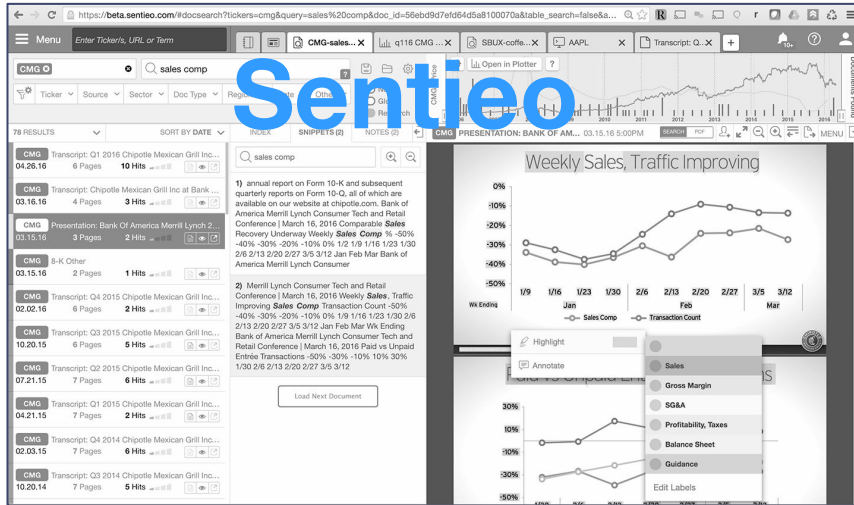 https://beta.sentieo.com/#docsearch?tickers=cmg&query=sales%20comp&doc_id=56ebd9d7efd64d5a8100070a&table_search=false&a...
Menu
Enter Ticker/s, URL or Term
CMG-sales...
q116 CMG ...
SBUX-coffe...
AAPL
Transcript: Q..
10+
CMG
sales comp
Open in Plotter
Sentieo
Ticker
Source
Sector
Doc Type
Research
2010
2011
2012
2013
2014
2015
2016
78 RESULTS
SORT BY DATE
INDEX
SNIPPETS (2)
NOTES (2)
CMG
PRESENTATION: BANK OF AM... 03.15.16 5:00PM
SEARCH
PDF
MENU
CMG Transcript: Q1 2016 Chipotle Mexican Grill Inc...
04.26.16 6 Pages 10 Hits
CMG Transcript: Chipotle Mexican Grill Inc at Bank ...
03.16.16 4 Pages 3 Hits
CMG Presentation: Bank Of America Merrill Lynch 2...
03.15.16 3 Pages 2 Hits
CMG 8-K Other
03.15.16 2 Pages 1 Hits
CMG Transcript: Q4 2015 Chipotle Mexican Grill Inc...
02.02.16 6 Pages 2 Hits
CMG Transcript: Q3 2015 Chipotle Mexican Grill Inc...
10.20.15 6 Pages 5 Hits
CMG Transcript: Q2 2015 Chipotle Mexican Grill Inc...
07.21.15 7 Pages 6 Hits
CMG Transcript: Q1 2015 Chipotle Mexican Grill Inc...
04.21.15 7 Pages 2 Hits
CMG Transcript: Q4 2014 Chipotle Mexican Grill Inc...
02.03.15 7 Pages 6 Hits
CMG Transcript: Q3 2014 Chipotle Mexican Grill Inc...
10.20.14 7 Pages 5 Hits
sales comp
1) annual report on Form 10-K and subsequent
quarterly reports on Form 10-Q, all of which are
available on our website at chipotle.com. Bank of
America Merrill Lynch Consumer Tech and Retail
Conference | March 16, 2016 Comparable Sales
Recovery Underway Weekly Sales Comp % -50%
-40% -30% -20% -10% 0% 1/2 1/9 1/16 1/23 1/30
2/6 2/13 2/20 2/27 3/5 3/12 Jan Feb Mar Bank of
America Merrill Lynch Consumer
2) Merrill Lynch Consumer Tech and Retail
Conference | March 16, 2016 Weekly Sales, Traffic
Improving Sales Comp Transaction Count -50%
-40% -30% -20% -10% 0% 1/9 1/16 1/23 1/30 2/6
2/13 2/20 2/27 3/5 3/12 Jan Feb Mar Wk Ending
Bank of America Merrill Lynch Consumer Tech and
Retail Conference | March 16, 2016 Paid vs Unpaid
Entrée Transactions -50% -30% -10% 10% 30%
1/30 2/6 2/13 2/20 2/27 3/5 3/12
Load Next Document
Weekly Sales, Traffic Improving
0%
-10%
-20%
-30%
-40%
-50%
1/9 1/16 1/23 1/30 2/6 2/13 2/20 2/27 3/5 3/12
Wk Ending Jan Feb Mar
Sales Comp Transaction Count
Highlight
Annotate
Sales
Gross Margin
SG&A
Profitability, Taxes
Balance Sheet
Guidance
Edit Labels
30%
10%
-10%
-30%
-50%